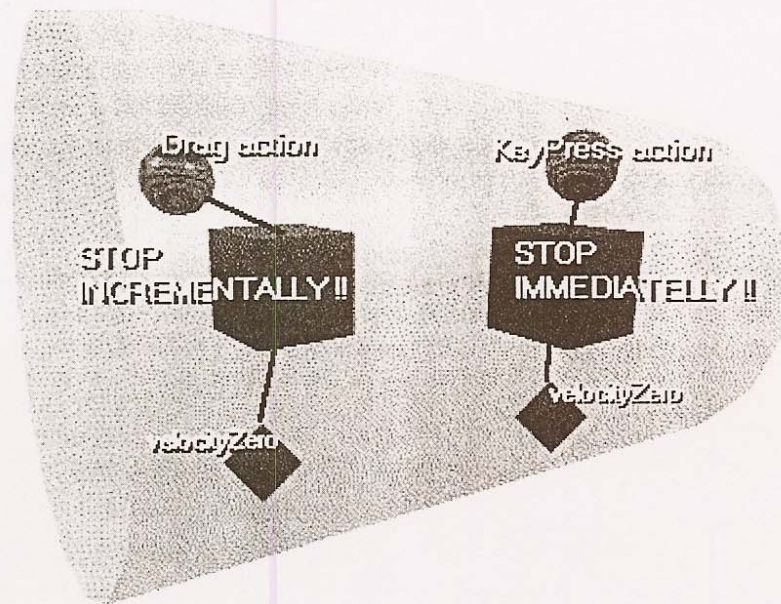 Drag action
KeyPress action
STOP
INCREMENTALLY!!
STOP
IMMEDIATELLY!!
velocityZero
velocityZero